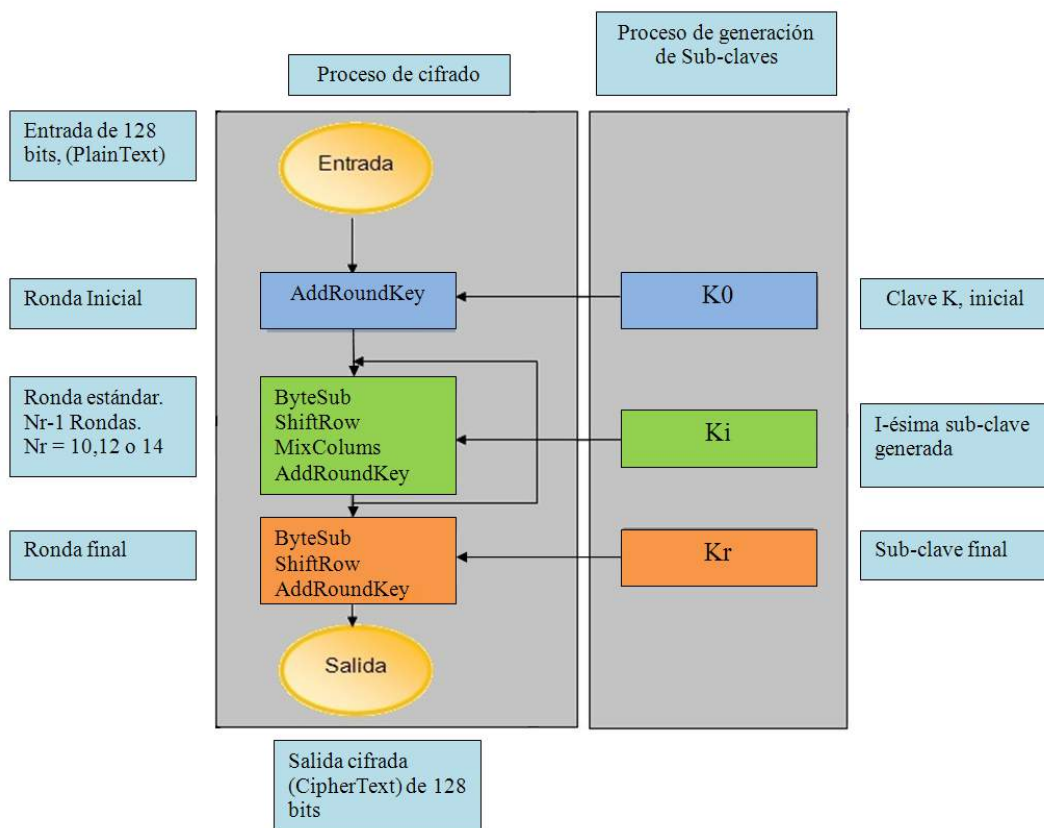 Proceso de cifrado
Proceso de generación
de Sub-claves
Entrada de 128
bits, (PlainText)
Entrada
Ronda Inicial
AddRoundKey
K0
Clave K, inicial
Ronda estándar.
Nr-1 Rondas.
Nr = 10,12 o 14
ByteSub
ShiftRow
MixColums
AddRoundKey
Ki
I-ésima sub-clave
generada
Ronda final
ByteSub
ShiftRow
AddRoundKey
Kr
Sub-clave final
Salida
Salida cifrada
(CipherText) de 128
bits